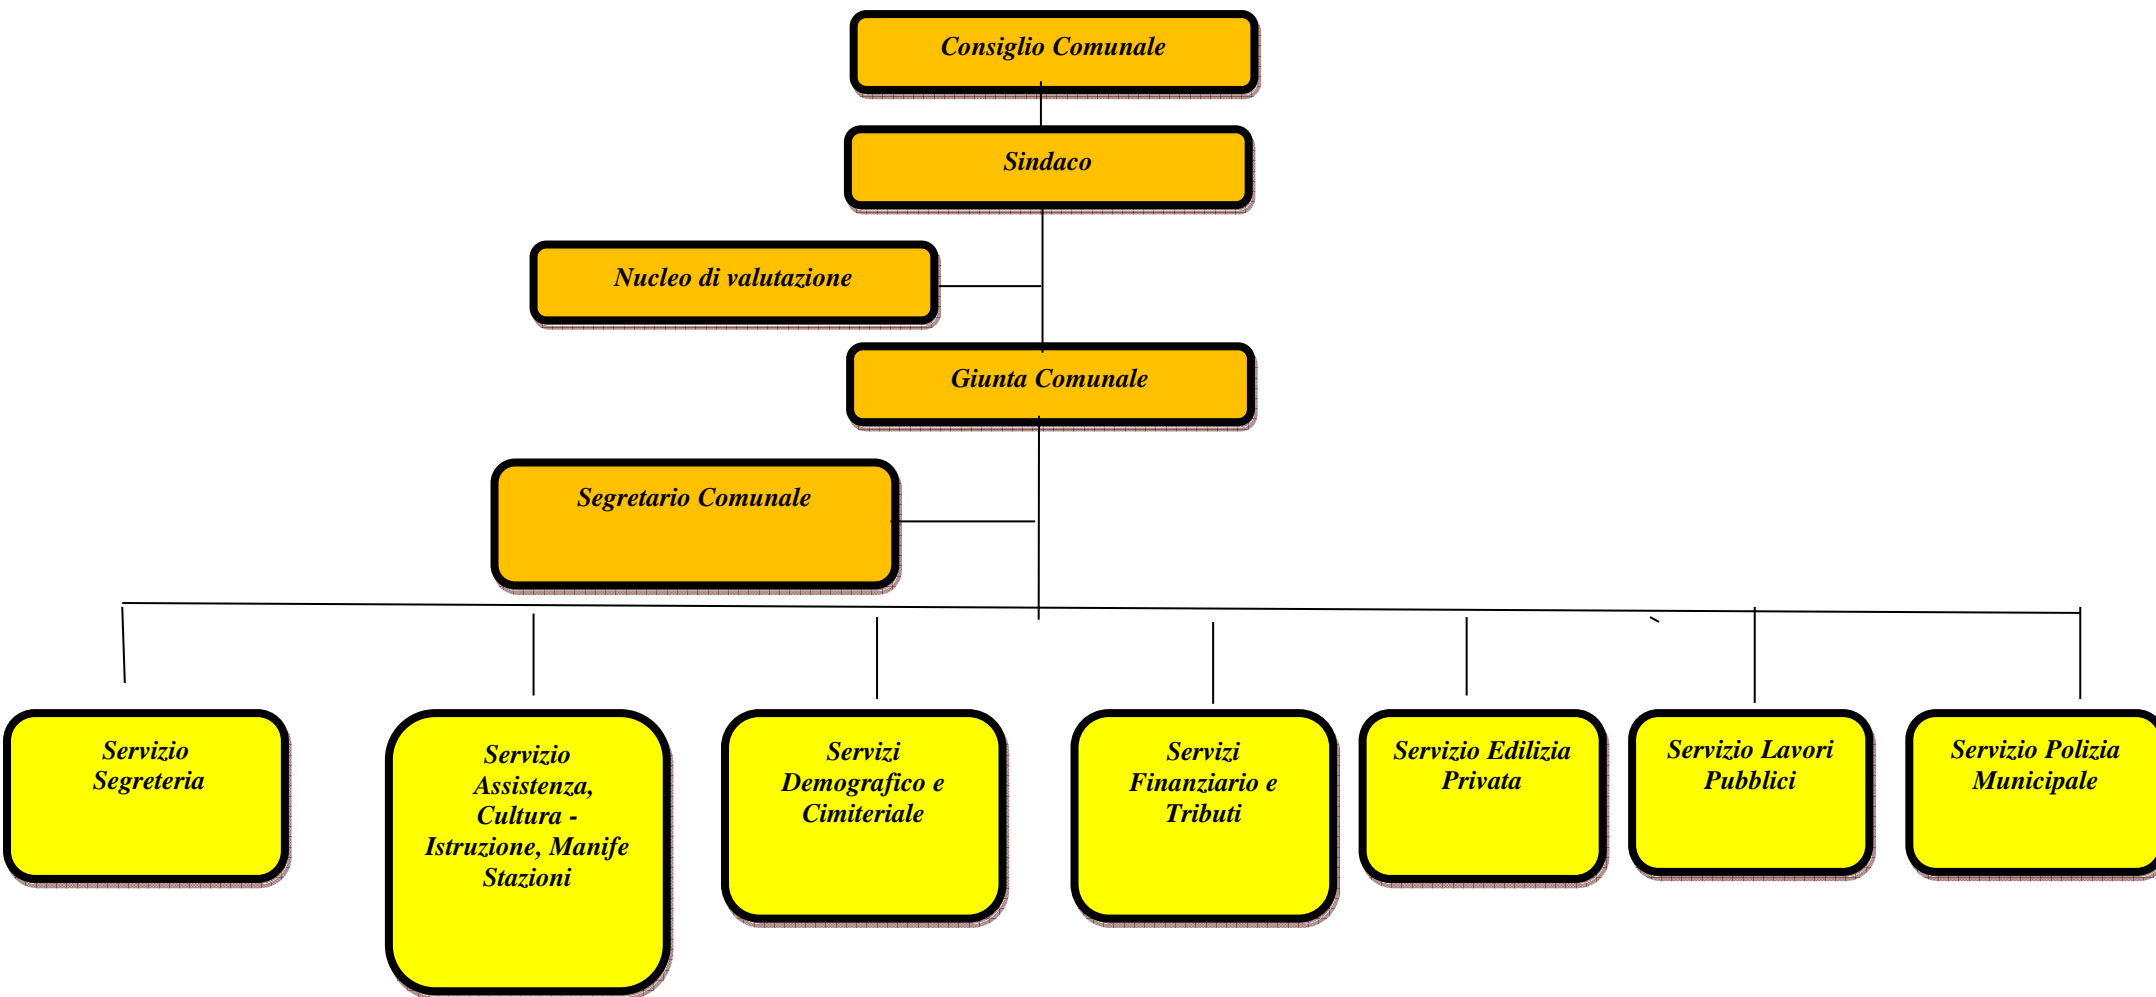 Consiglio Comunale
Sindaco
Nucleo di valutazione
Giunta Comunale
Segretario Comunale
Servizio
Segreteria
Servizio
Assistenza,
Cultura -
Istruzione, Manife
Stazioni
Servizi
Demografico e
Cimiteriale
Servizi
Finanziario e
Tributi
Servizio Edilizia
Privata
Servizio Lavori
Pubblici
Servizio Polizia
Municipale